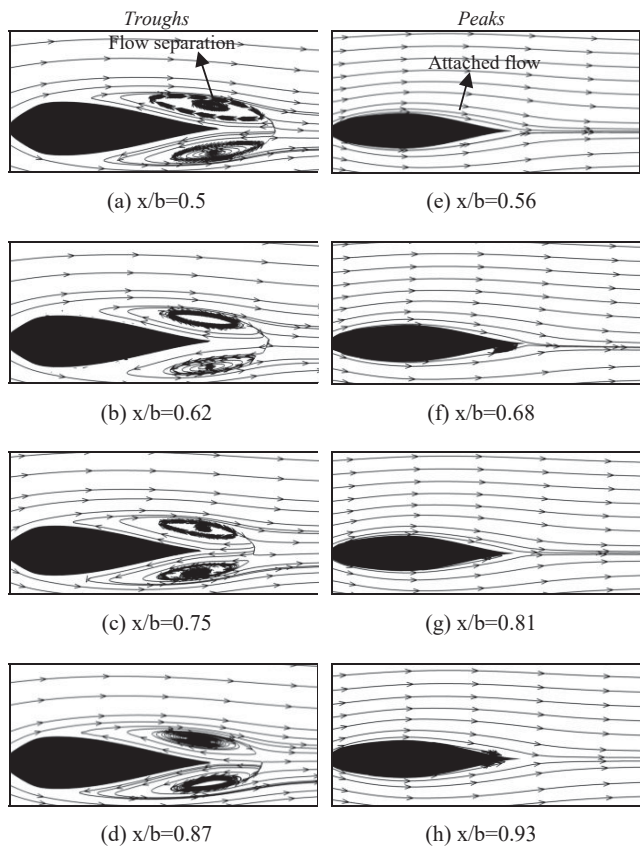 Troughs
Peaks
Flow separation
Attached flow
(a) x/b=0.5
(e) x/b=0.56
(b) x/b=0.62
(f) x/b=0.68
(c) x/b=0.75
(g) x/b=0.81
(d) x/b=0.87
(h) x/b=0.93